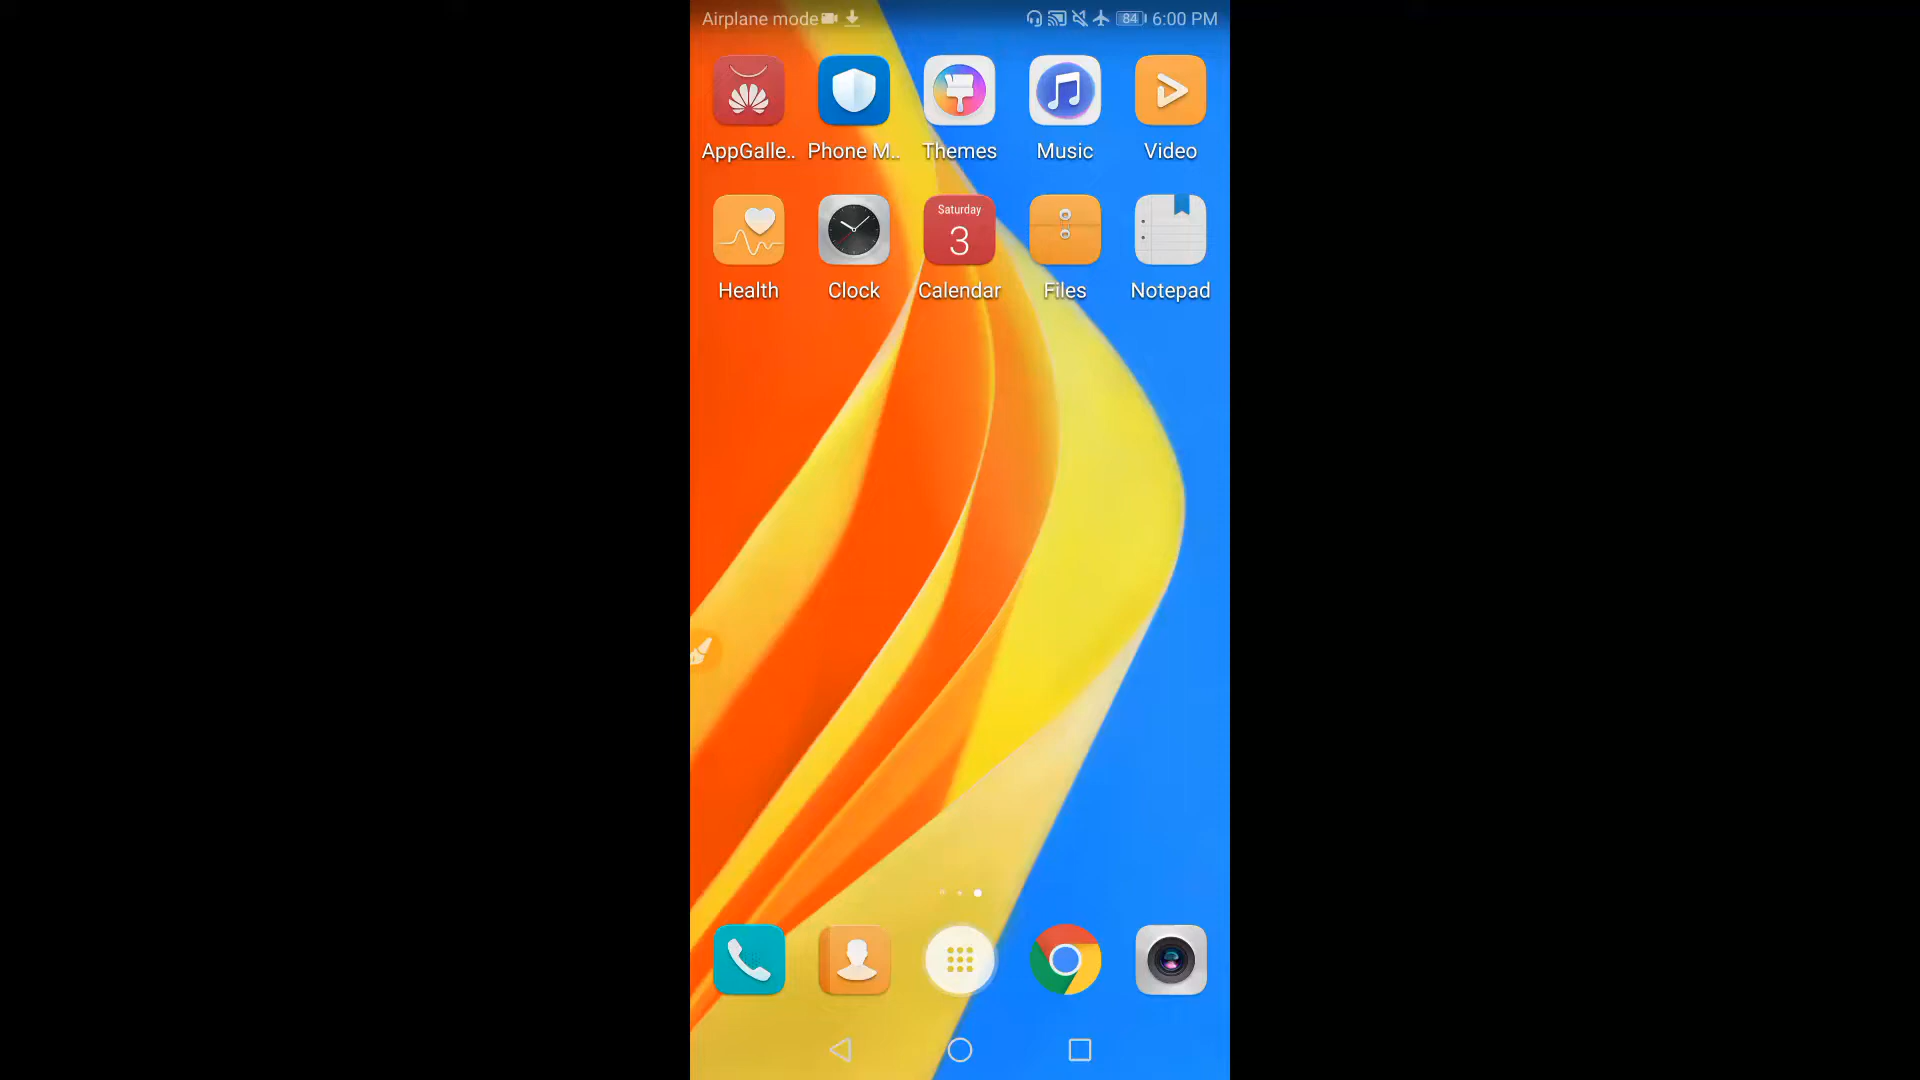 Airplane mode 84 6:00 PM
AppGalle.. Phone M.. Themes Music Video
Saturday
3
Health Clock Calendar Files Notepad